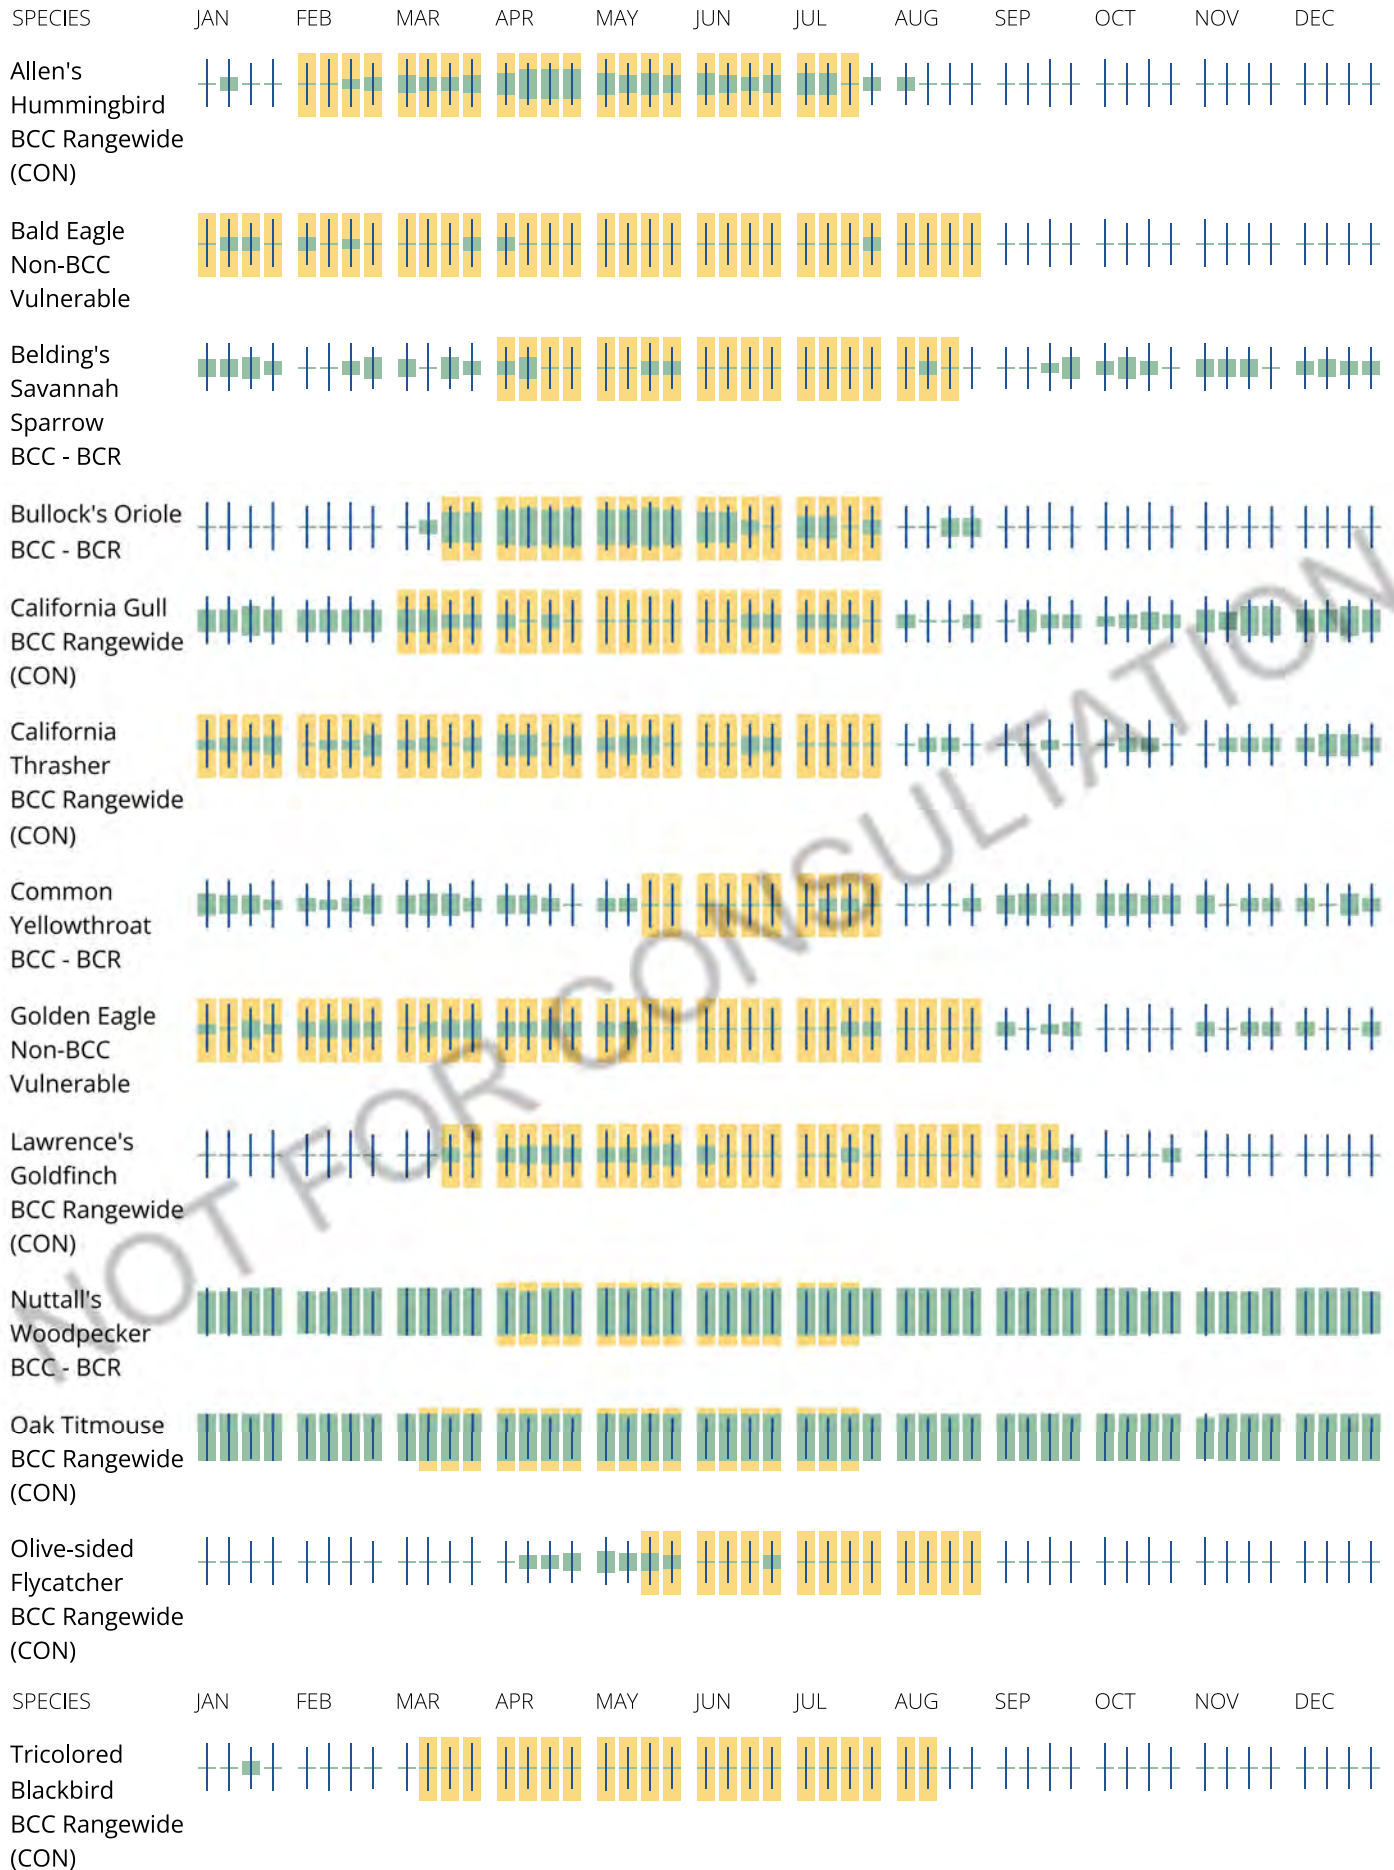 SPECIES JAN FEB MAR APR MAY JUN JUL AUG SEP OCT NOV DEC
Allen's
Hummingbird
BCC Rangewide
(CON)
Bald Eagle
Non-BCC
Vulnerable
Belding's
Savannah
Sparrow
BCC - BCR
Bullock's Oriole
BCC - BCR
California Gull
BCC Rangewide
(CON)
California
Thrasher
BCC Rangewide
(CON)
Common
Yellowthroat
BCC - BCR
Golden Eagle
Non-BCC
Vulnerable
Lawrence's
Goldfinch
BCC Rangewide
(CON)
Nuttall's
Woodpecker
BCC - BCR
Oak Titmouse
BCC Rangewide
(CON)
Olive-sided
Flycatcher
BCC Rangewide
(CON)
SPECIES JAN FEB MAR APR MAY JUN JUL AUG SEP OCT NOV DEC
Tricolored
Blackbird
BCC Rangewide
(CON)
NOT FOR CONSULTATION